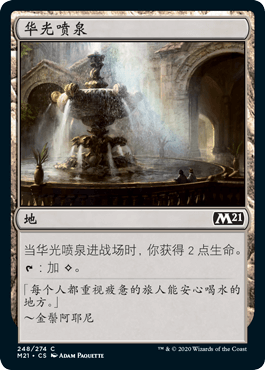 华光喷泉
地
M21
当华光喷泉进战场时，你获得２点生命。
：加。
「每个人都重视疲惫的旅人能安心喝水的
地方。」
～金鬃阿耶尼
248/274 C
M21 • CS ADAM PAQUETTE
™ & © 2020 Wizards of the Coast